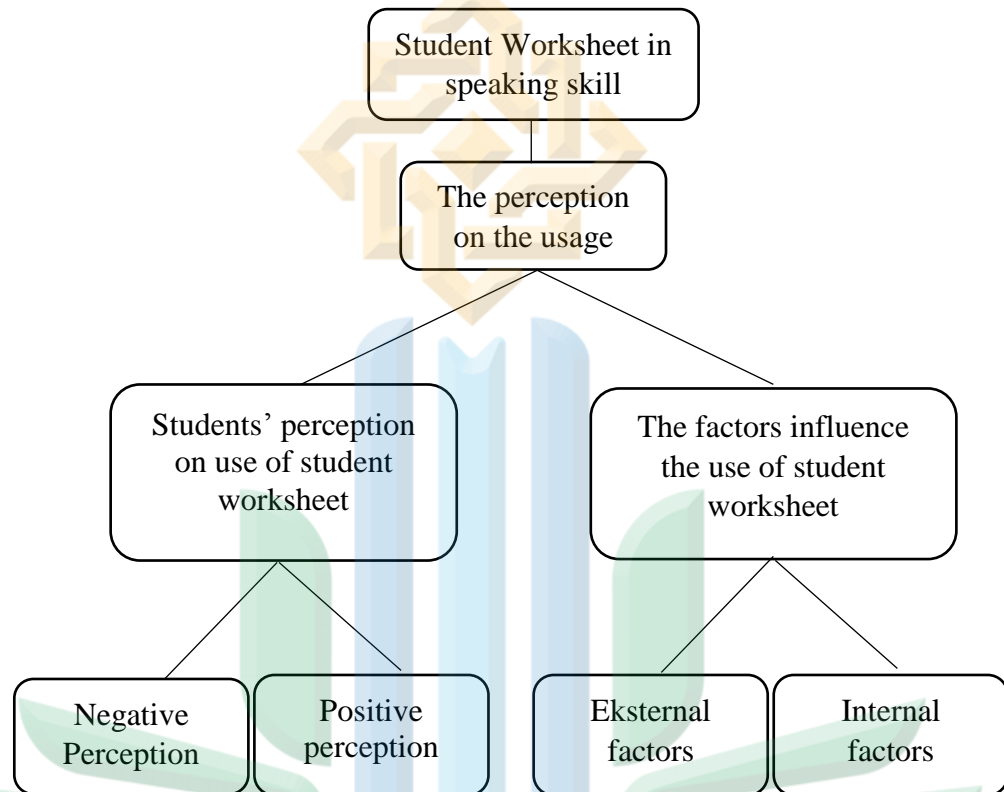 Student Worksheet in
speaking skill
The perception
on the usage
Students’ perception
on use of student
worksheet
The factors influence
the use of student
worksheet
Negative
Perception
Positive
perception
Eksternal
factors
Internal
factors